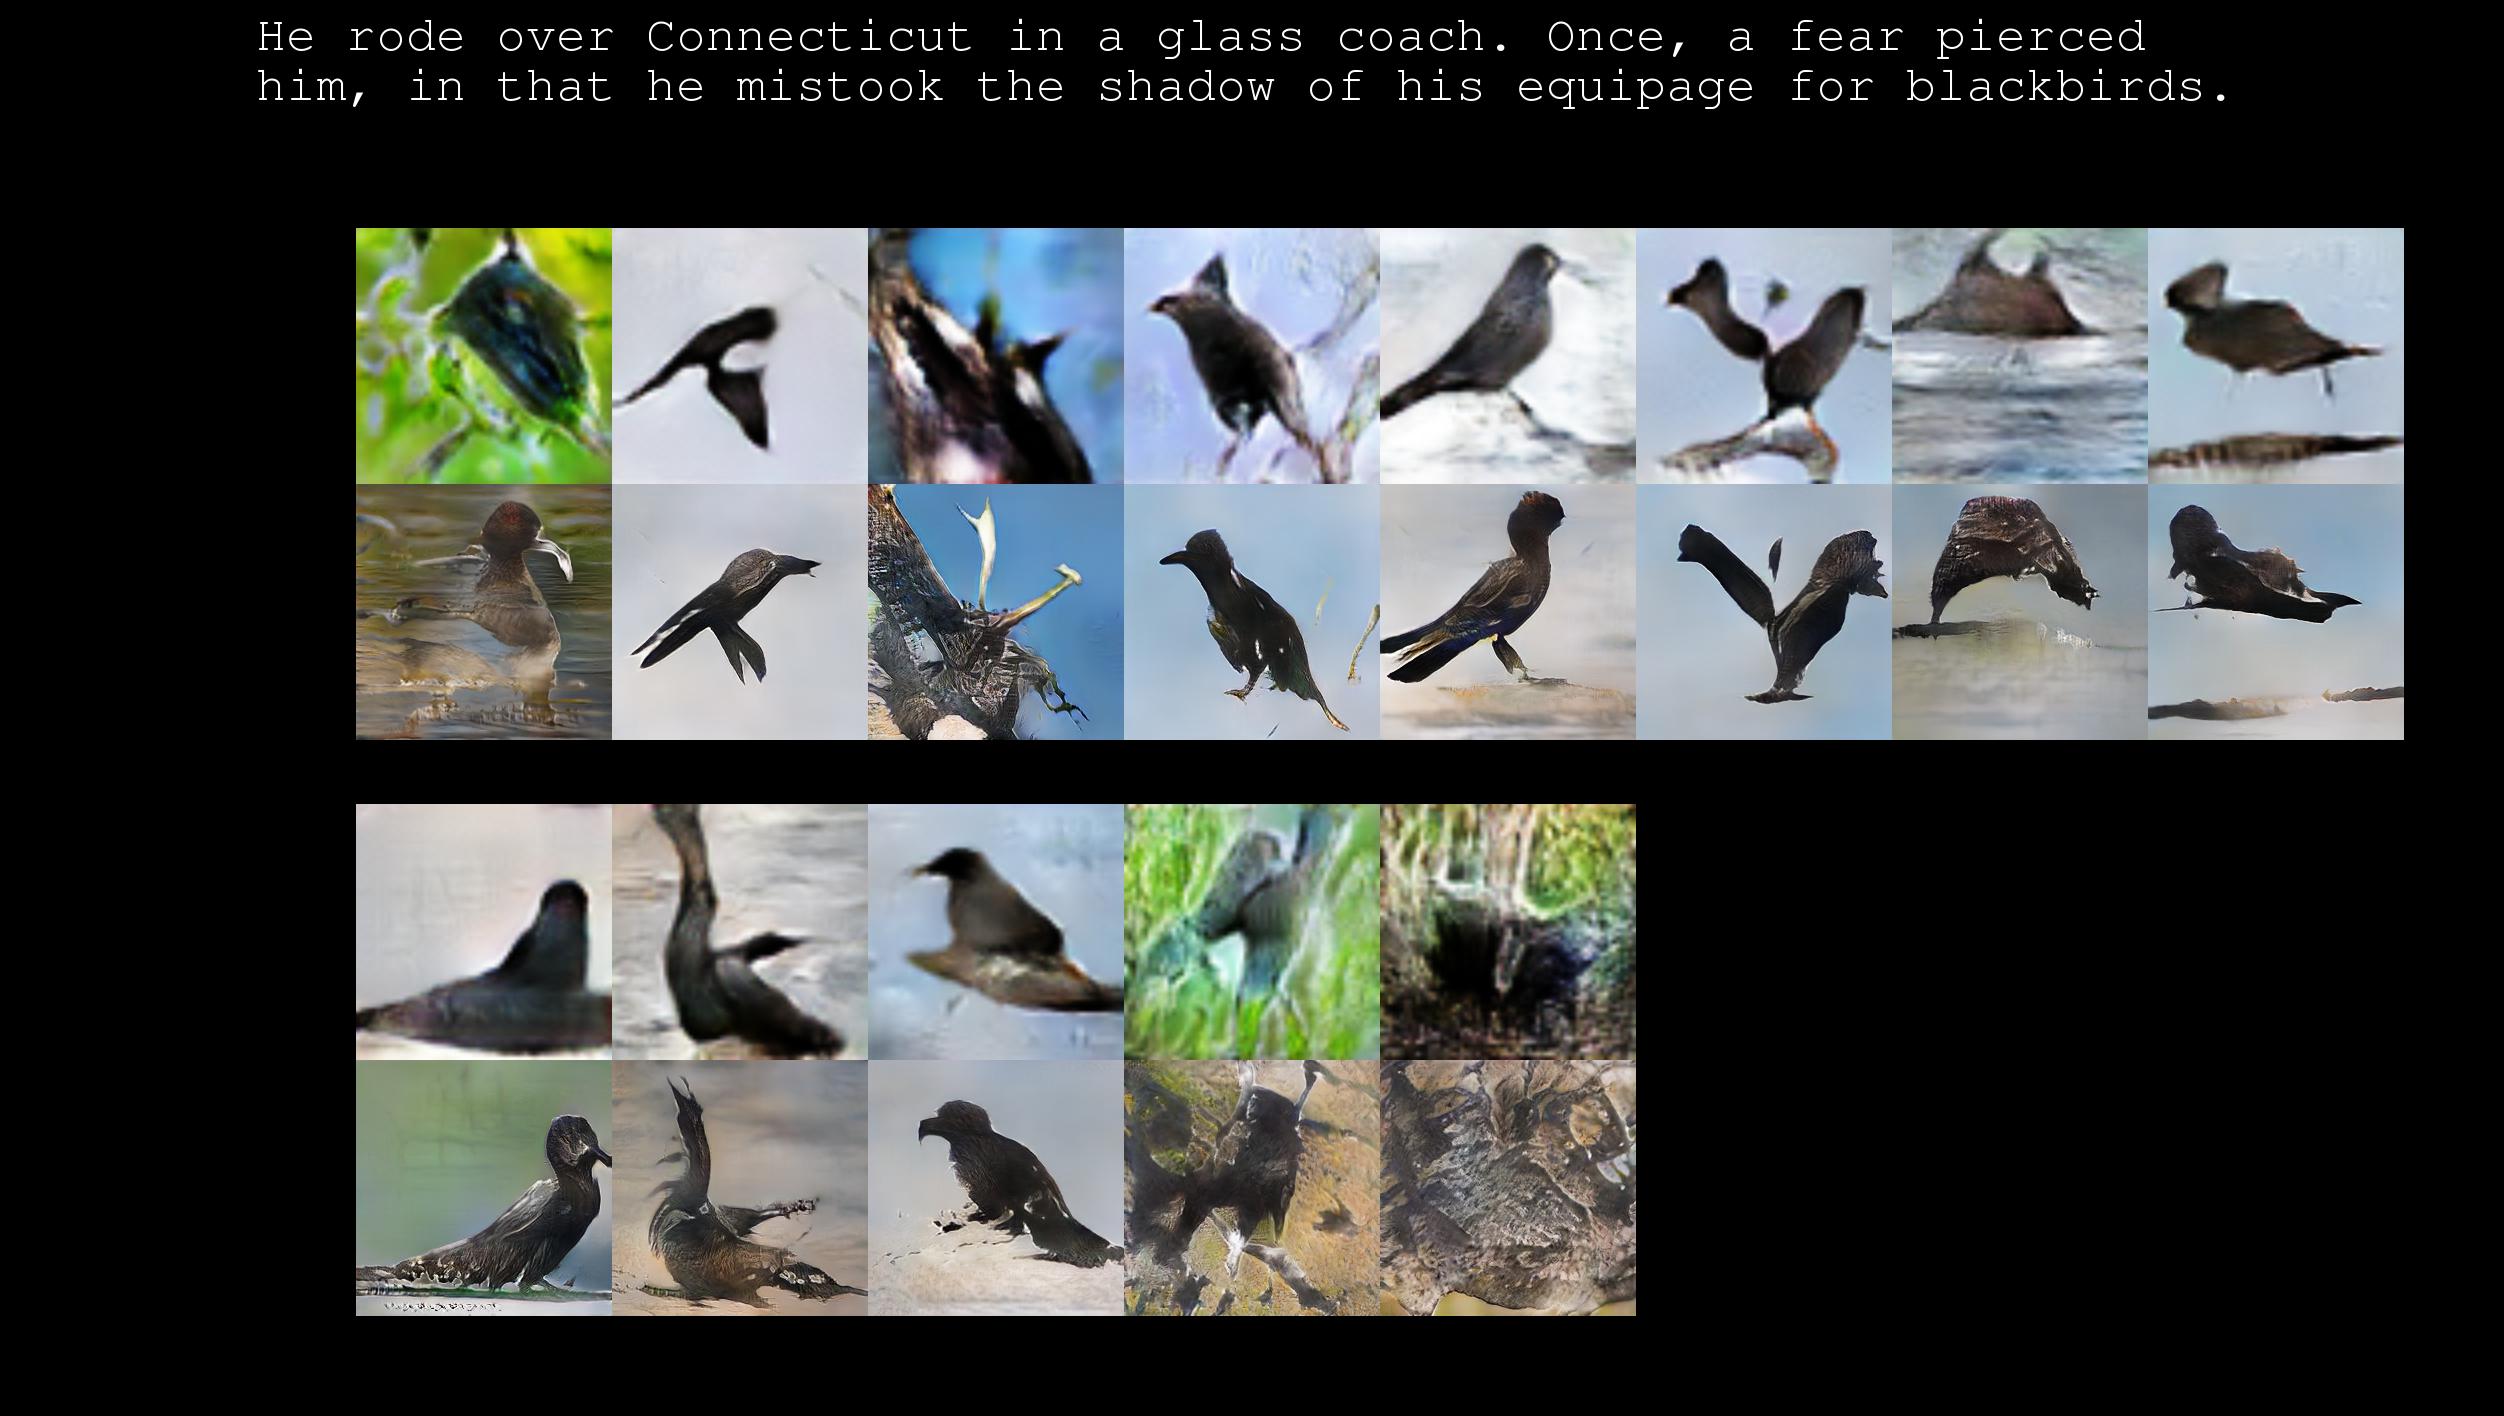 He rode over Connecticut in a glass coach. Once, a fear pierced
him, in that he mistook the shadow of his equipage for blackbirds.